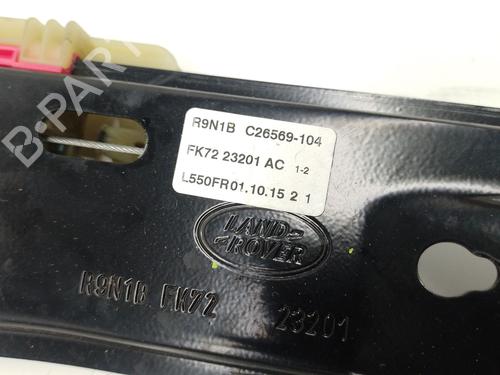 B-PARTS
R9N1B C26569-104
FK72 23201 AC 1-2
L550FR01.10.15 2 1
LAND-
-ROVER
R9N1B FK72 23201